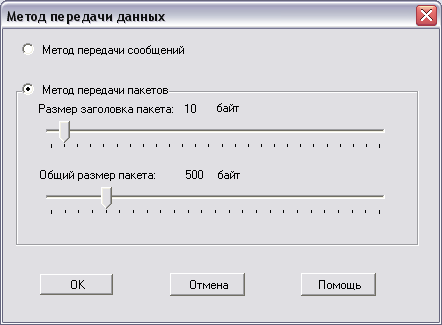 Метод передачи данных
Метод передачи сообщений
Метод передачи пакетов
Размер заголовка пакета: 10 байт
Общий размер пакета: 500 байт
OK Отмена Помощь